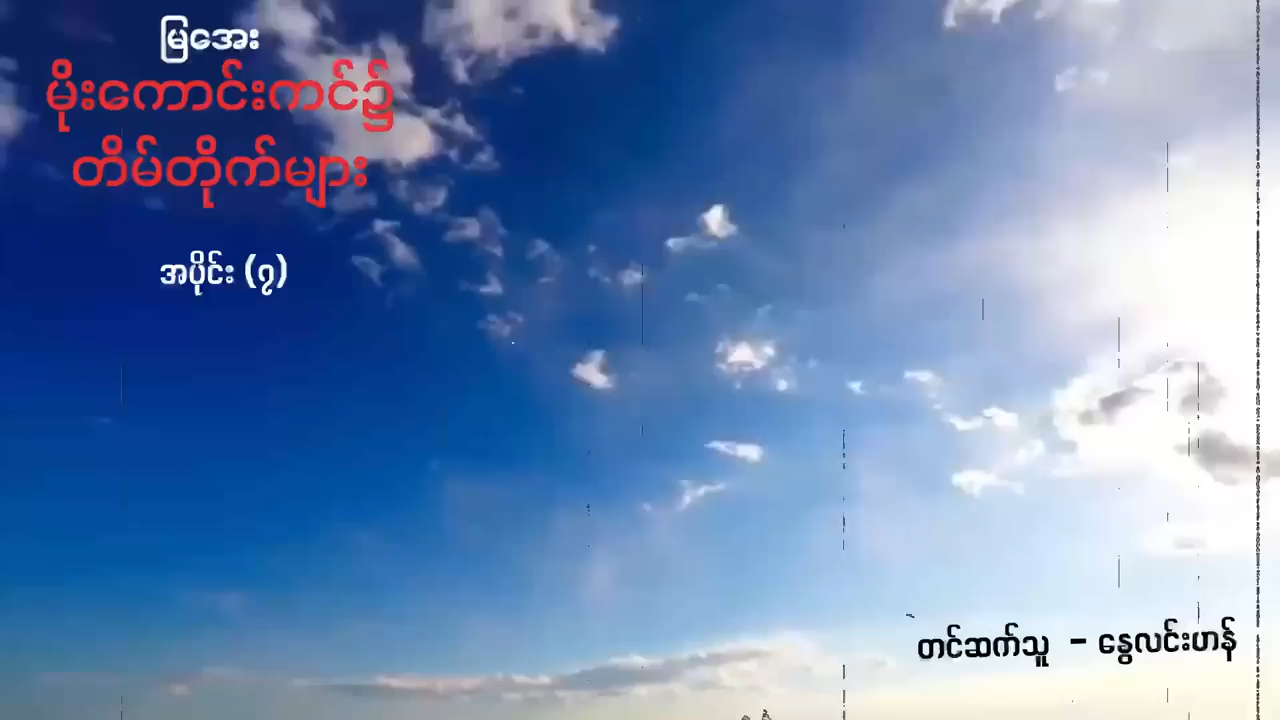 မြအေး
မိုးကောင်းကင်၌
တိမ်တိုက်များ
အပိုင်း (၇)
တင်ဆက်သူ - နွေလင်းဟန်